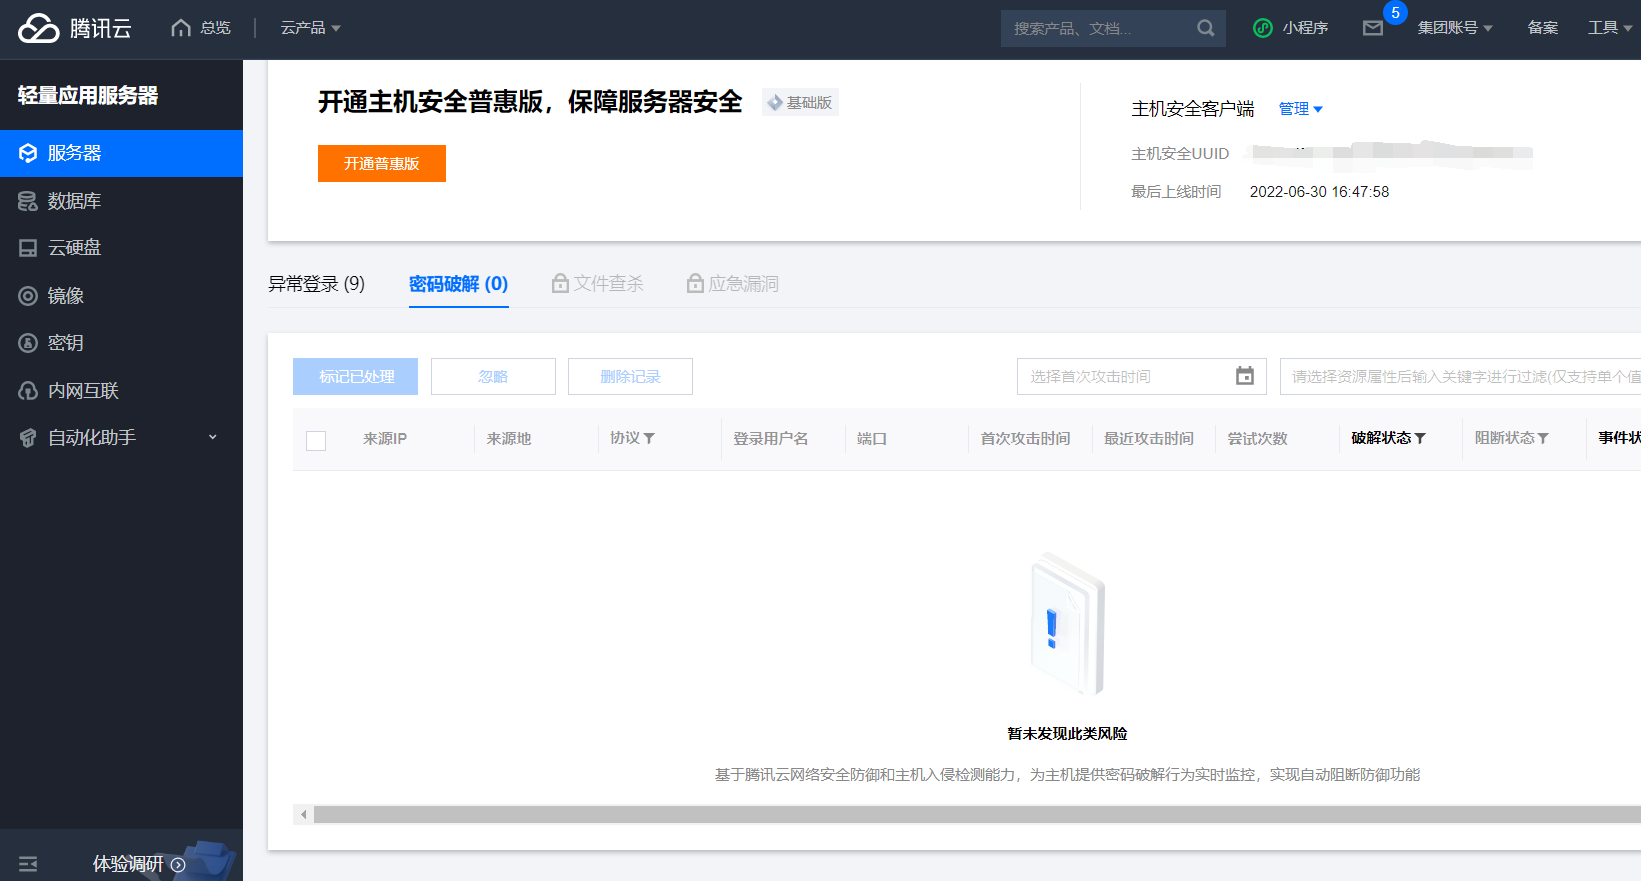 腾讯云
总览
云产品
搜索产品、文档...
小程序
5
集团账号
备案
工具
轻量应用服务器
服务器
数据库
云硬盘
镜像
密钥
内网互联
自动化助手
体验调研
开通主机安全普惠版，保障服务器安全
基础版
开通普惠版
主机安全客户端
管理
主机安全UUID
最后上线时间
2022-06-30 16:47:58
异常登录 (9)
密码破解 (0)
文件查杀
应急漏洞
标记已处理
忽略
删除记录
选择首次攻击时间
请选择资源属性后输入关键字进行过滤(仅支持单个值
来源IP
来源地
协议
登录用户名
端口
首次攻击时间
最近攻击时间
尝试次数
破解状态
阻断状态
事件状
暂未发现此类风险
基于腾讯云网络安全防御和主机入侵检测能力，为主机提供密码破解行为实时监控，实现自动阻断防御功能